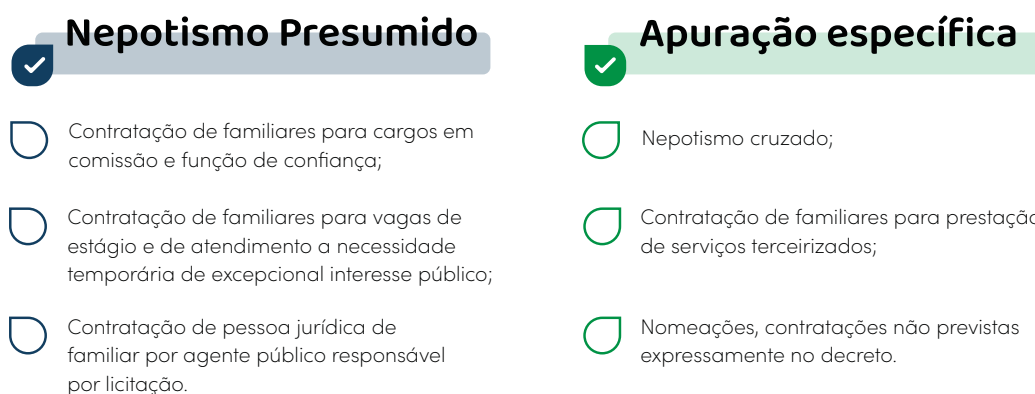 Nepotismo Presumido
Contratação de familiares para cargos em
comissão e função de confiança;
Contratação de familiares para vagas de
estágio e de atendimento a necessidade
temporária de excepcional interesse público;
Contratação de pessoa jurídica de
familiar por agente público responsável
por licitação.
Apuração específica
Nepotismo cruzado;
Contratação de familiares para prestação
de serviços terceirizados;
Nomeações, contratações não previstas
expressamente no decreto.